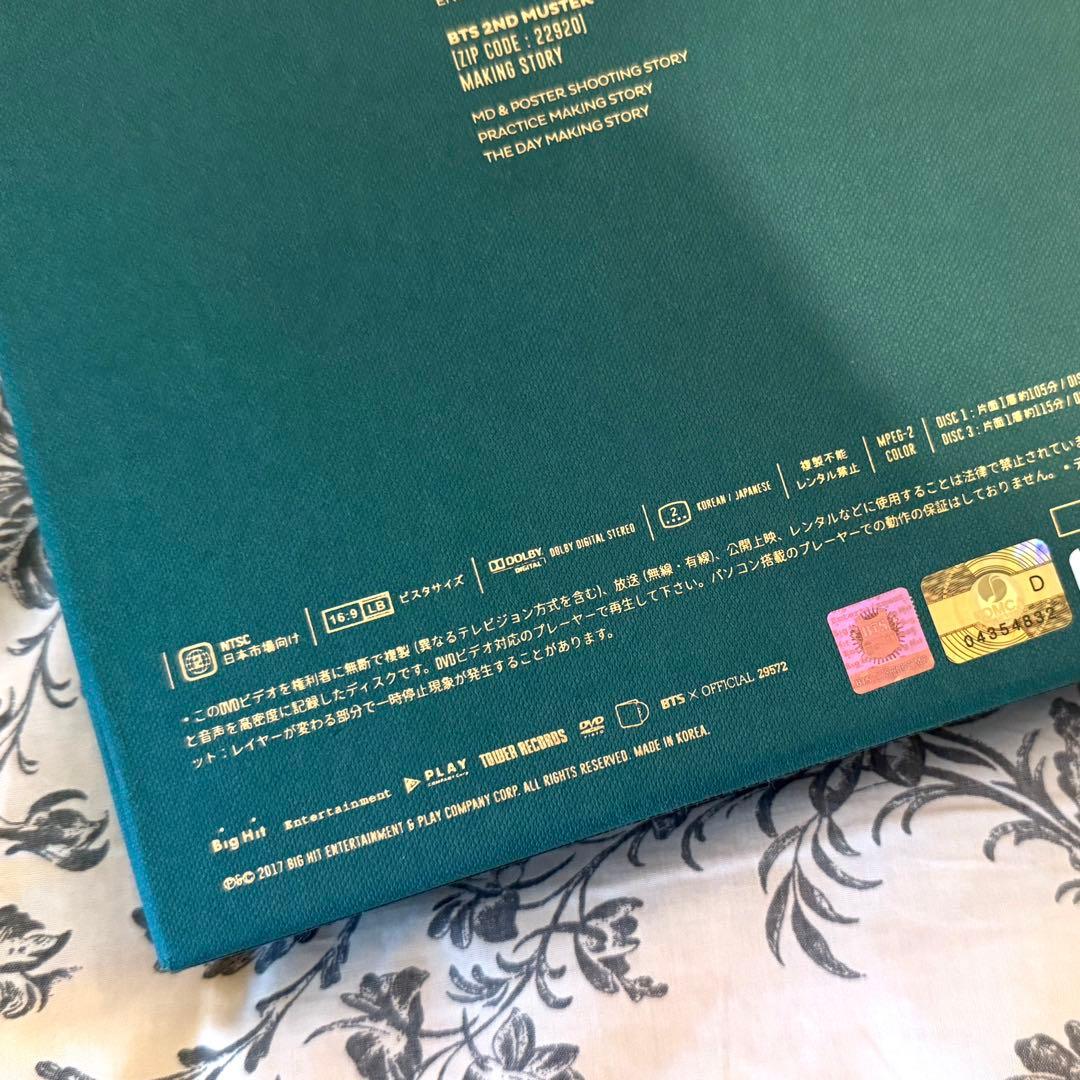 BTS 2ND MUSTER
[ZIP CODE : 22920]
MAKING STORY
MD & POSTER SHOOTING STORY
PRACTICE MAKING STORY
THE DAY MAKING STORY
2 NTSC
日本市場向け
16:9 LB ビスタサイズ
DOLBY DIGITAL DOLBY DIGITAL STEREO
2 KOREAN / JAPANESE
複製不能
レンタル禁止
MPEG-2
COLOR
DISC 1 : 片面1層約105分 /
DISC 3 : 片面1層約115分 /
・このDVDビデオを権利者に無断で複製 (異なるテレビジョン方式を含む)、放送 (無線・有線)、公開上映、レンタルなどに使用することは法律で禁止されていま
と音声を高密度に記録したディスクです。DVDビデオ対応のプレーヤーで再生して下さい。パソコン搭載のプレーヤーでの動作の保証はしておりません。・デ
ット:レイヤーが変わる部分で一時停止現象が発生することがあります。
Big Hit Entertainment PLAY COMPANY Corp TOWER RECORDS DVD VIDEO BTS × OFFICIAL 29572
Ⓟ&© 2017 BIG HIT ENTERTAINMENT & PLAY COMPANY CORP. ALL RIGHTS RESERVED. MADE IN KOREA.
D
04354832